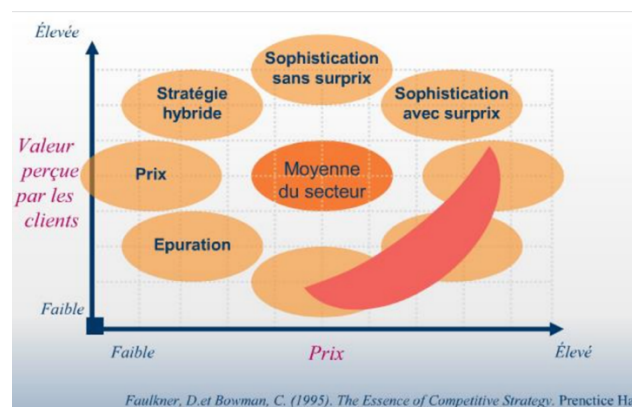 Élevée
Sophistication
sans surprix
Stratégie
hybride
Sophistication
avec surprix
Valeur
perçue
par les
clients
Prix
Moyenne
du secteur
Epuration
Faible
Faible
Prix
Élevé
Faulkner, D.et Bowman, C. (1995). The Essence of Competitive Strategy. Prenctice Ha